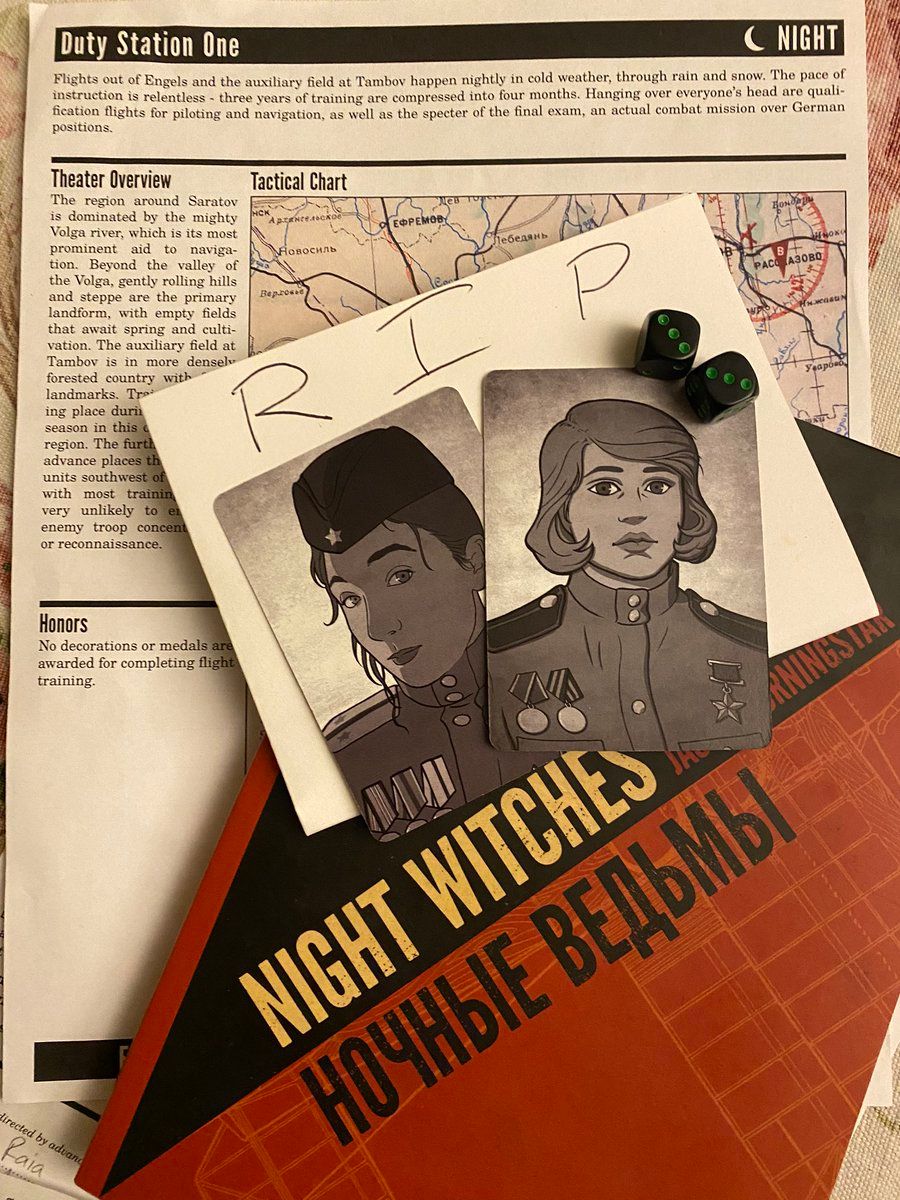 Duty Station One
NIGHT
Flights out of Engels and the auxiliary field at Tambov happen nightly in cold weather, through rain and snow. The pace of
instruction is relentless - three years of training are compressed into four months. Hanging over everyone's head are quali-
fication flights for piloting and navigation, as well as the specter of the final exam, an actual combat mission over German
positions.
Theater Overview
The region around Saratov
is dominated by the mighty
Volga river, which is its most
prominent aid to naviga-
tion. Beyond the valley of
the Volga, gently rolling hills
and steppe are the primary
landform, with empty fields
that await spring and culti-
vation. The auxiliary field at
Tambov is in more densely
forested country with
landmarks.
ing place
season in this
region. The
advance places
units southwest of
with most
very unlikely to
enemy troop
or reconnaissance.
Tactical Chart
Архангельское
ЕФРЕМОВ
Новосиль
Лебедянь
Верховье
В
РАССКАЗОВО
R I P
Honors
No decorations or medals are
awarded for completing flight
training.
NIGHT WITCHES
НОЧНЫЕ ВЕДЬМЫ
directed by
Raia